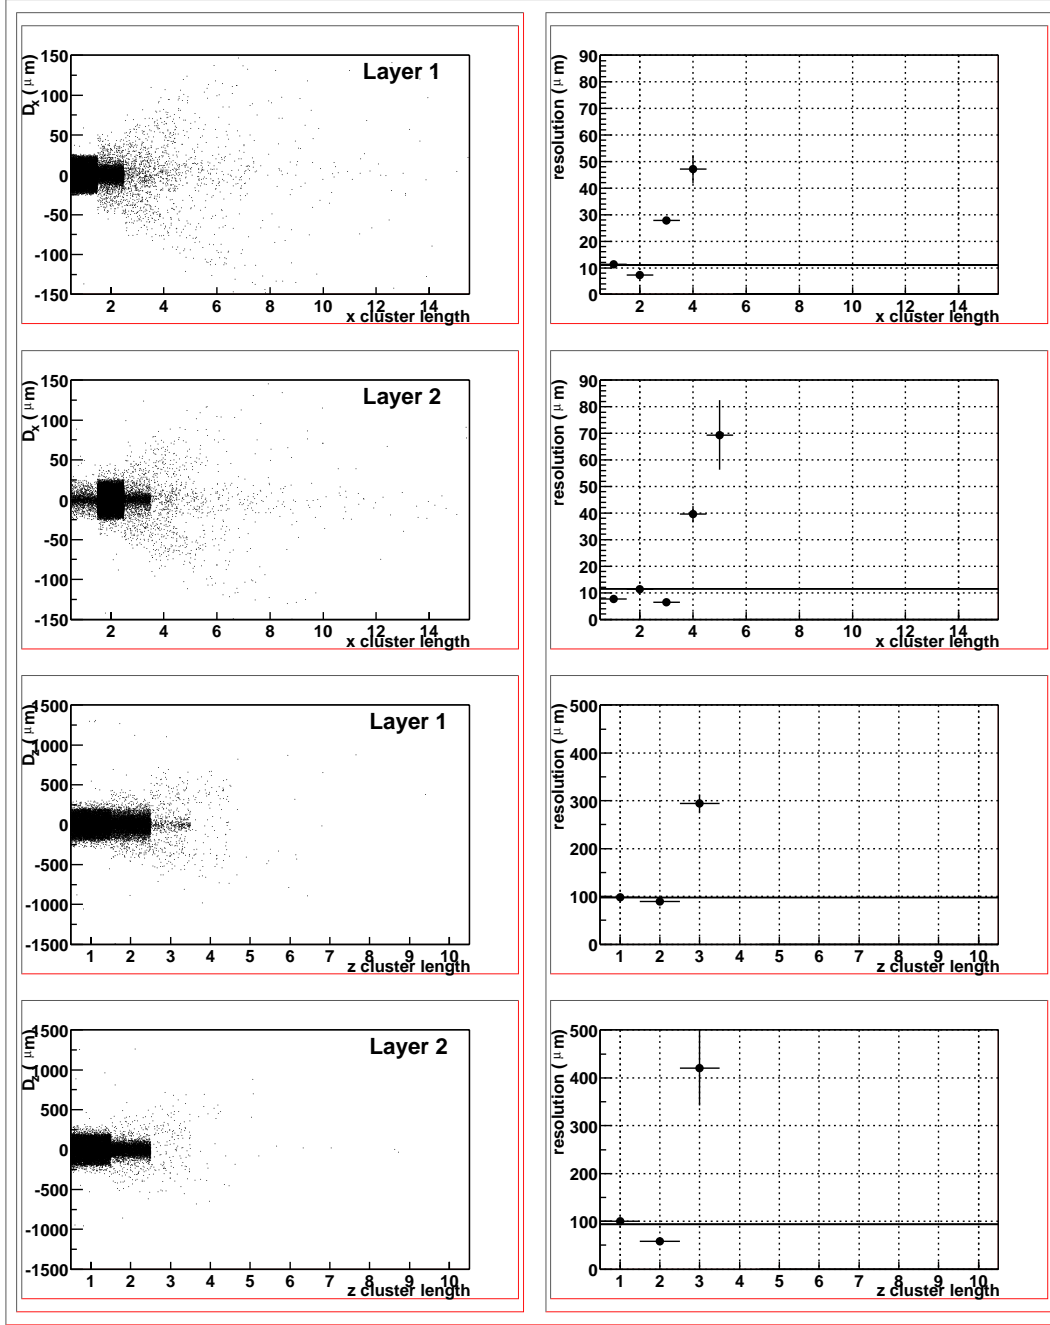 D_x (μm)
150
100
50
0
-50
-100
-150
Layer 1
2 4 6 8 10 12 14
x cluster length
resolution (μm)
90
80
70
60
50
40
30
20
10
0
2 4 6 8 10 12 14
x cluster length
D_x (μm)
150
100
50
0
-50
-100
-150
Layer 2
2 4 6 8 10 12 14
x cluster length
resolution (μm)
90
80
70
60
50
40
30
20
10
0
2 4 6 8 10 12 14
x cluster length
D_z (μm)
1500
1000
500
0
-500
-1000
-1500
Layer 1
1 2 3 4 5 6 7 8 9 10
z cluster length
resolution (μm)
500
400
300
200
100
0
1 2 3 4 5 6 7 8 9 10
z cluster length
D_z (μm)
1500
1000
500
0
-500
-1000
-1500
Layer 2
1 2 3 4 5 6 7 8 9 10
z cluster length
resolution (μm)
500
400
300
200
100
0
1 2 3 4 5 6 7 8 9 10
z cluster length